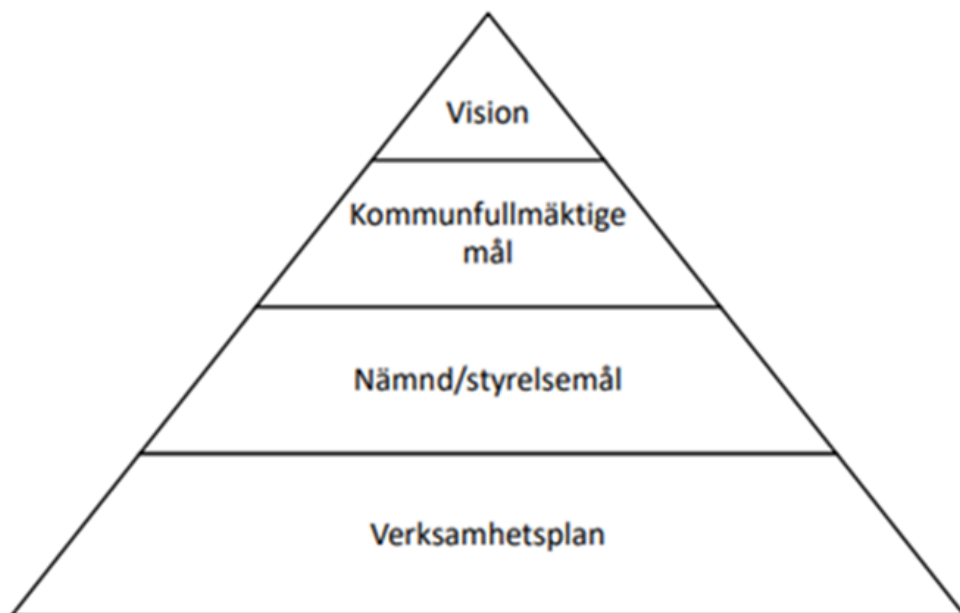 Vision
Kommunfullmäktige
mål
Nämnd/styrelsemål
Verksamhetsplan